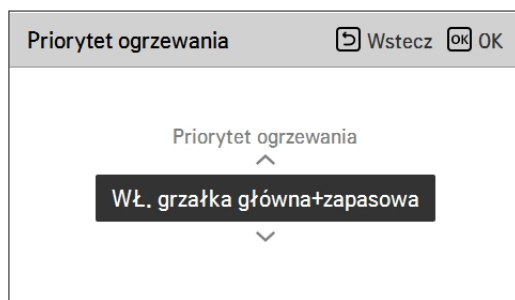 Priorytet ogrzewania Wstecz OK OK
Priorytet ogrzewania
WŁ. grzałka główna+zapasowa